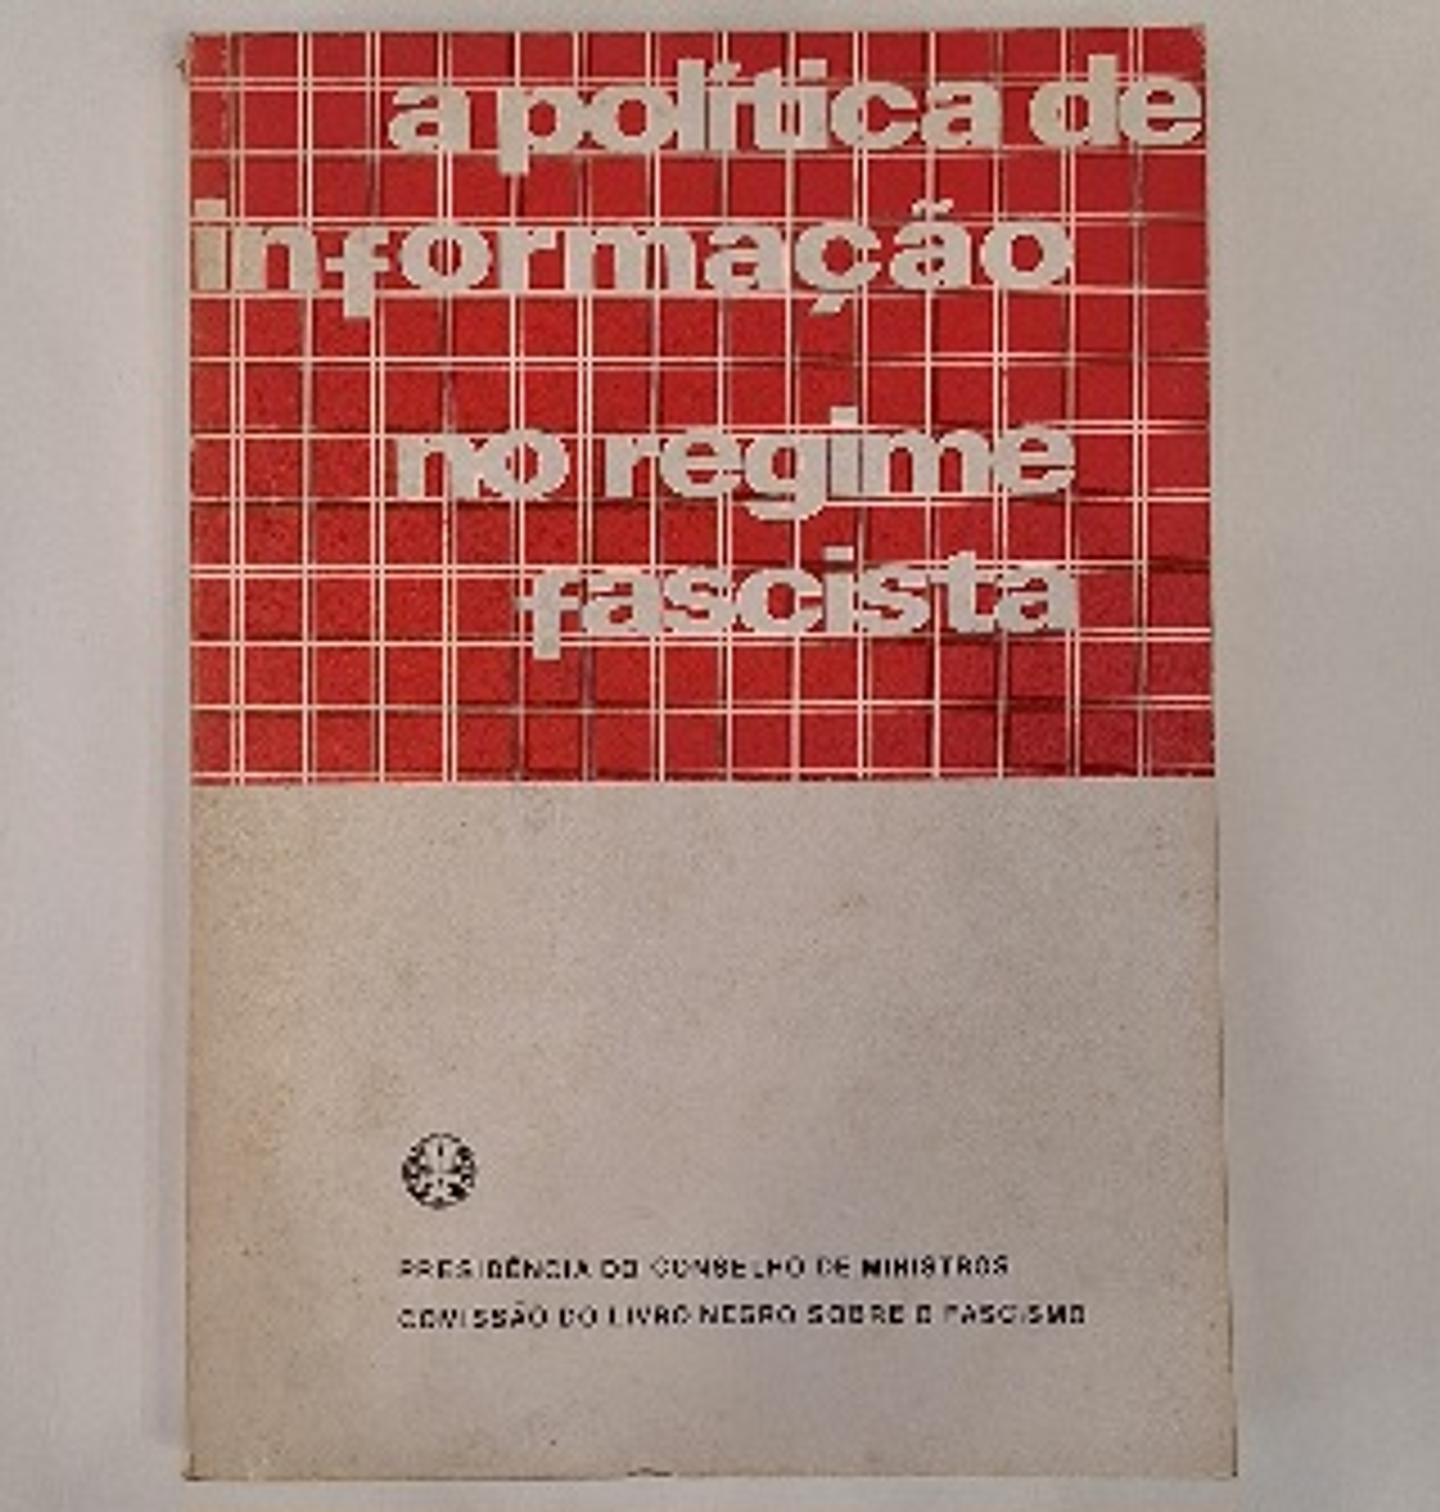 a política de
informação
no regime
fascista
PRESIDÊNCIA DO CONSELHO DE MINISTROS
COMISSÃO DO LIVRO NEGRO SOBRE O FASCISMO